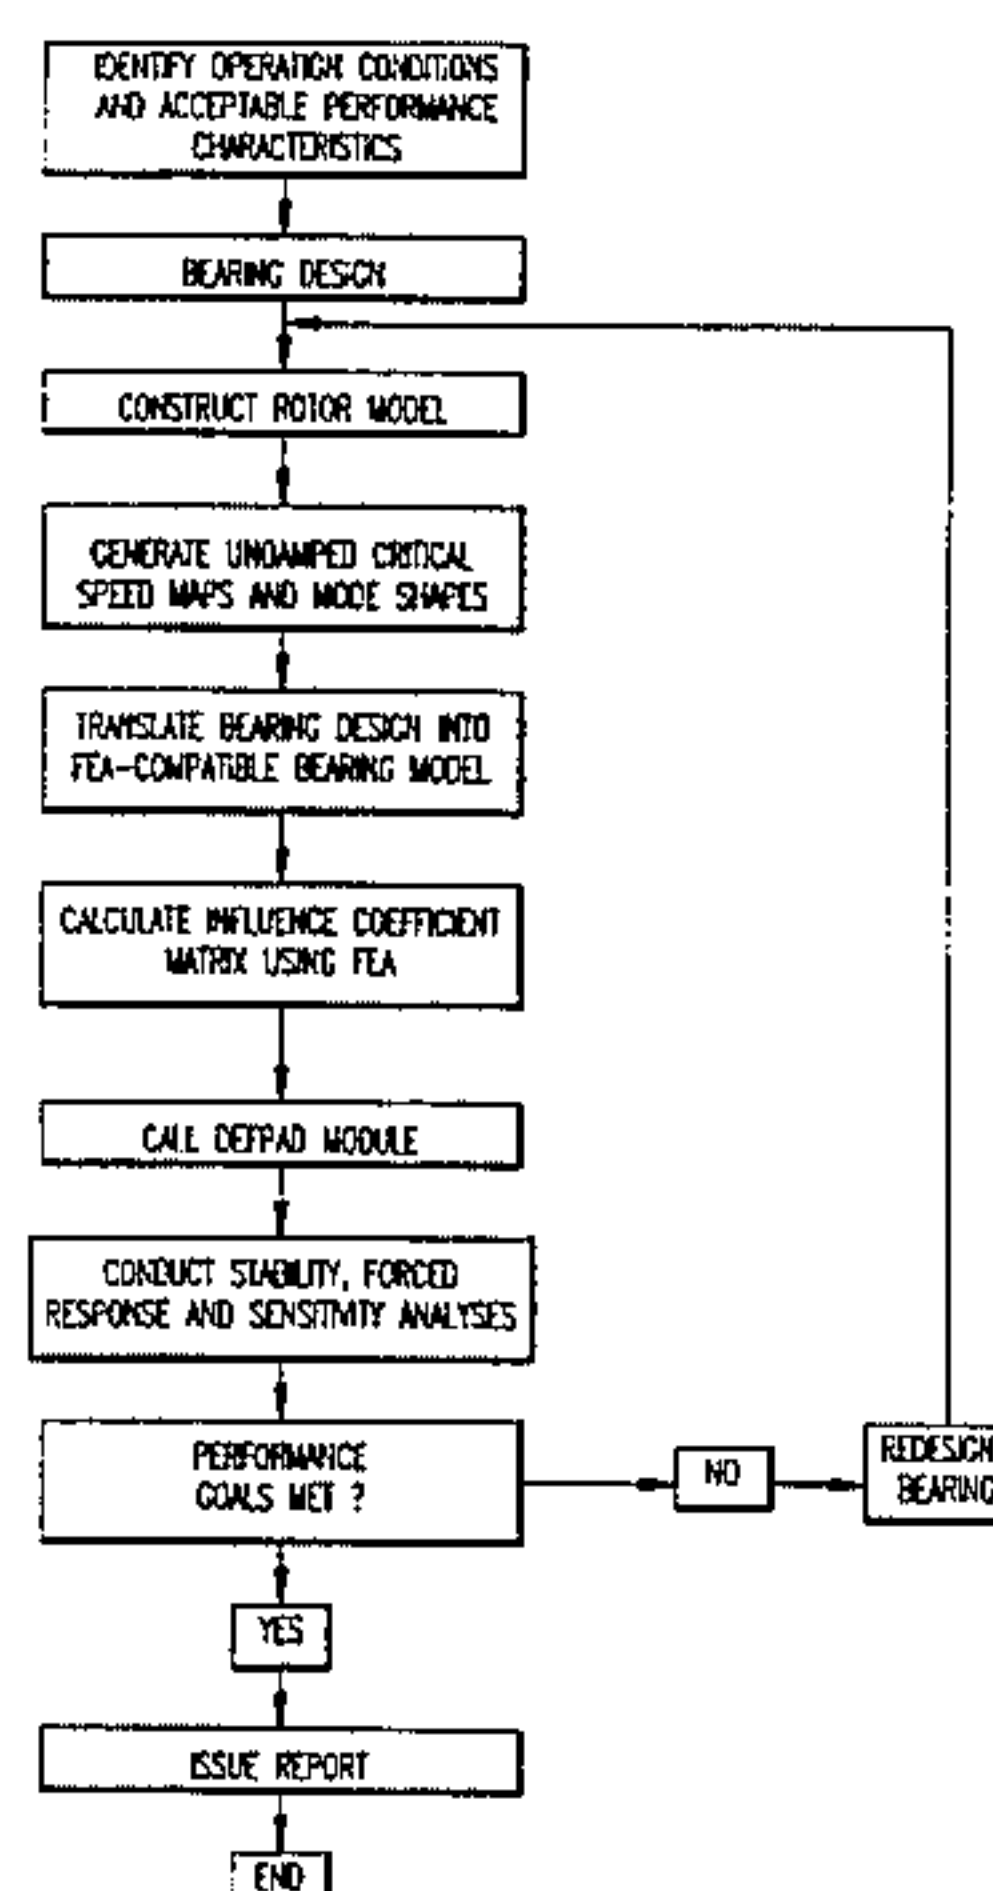 IDENTIFY OPERATION CONDITIONS
AND ACCEPTABLE PERFORMANCE
CHARACTERISTICS
BEARING DESIGN
CONSTRUCT ROTOR MODEL
GENERATE UNDAMPED CRITICAL
SPEED MAPS AND MODE SHAPES
TRANSLATE BEARING DESIGN INTO
FEA-COMPATIBLE BEARING MODEL
CALCULATE INFLUENCE COEFFICIENT
MATRIX USING FEA
CALL DEFPAD MODULE
CONDUCT STABILITY, FORCED
RESPONSE AND SENSITIVITY ANALYSES
PERFORMANCE
GOALS MET ?
NO
REDESIGN
BEARING
YES
ISSUE REPORT
END